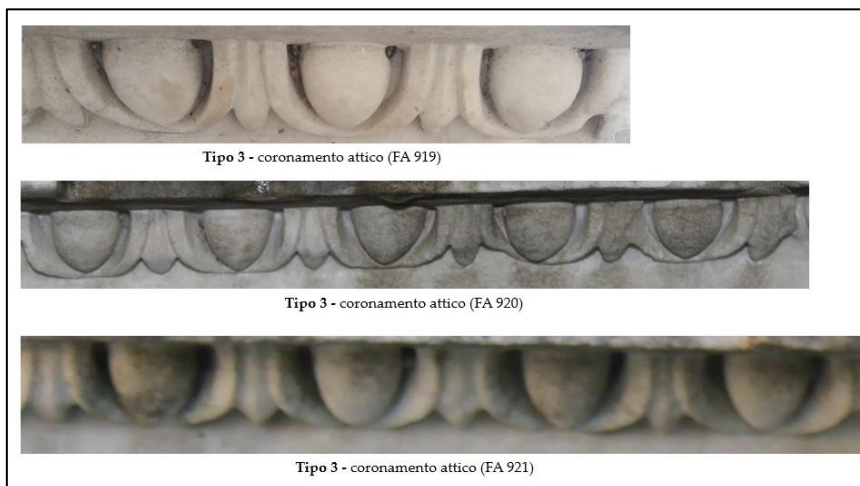 Tipo 3 - coronamento attico (FA 919)
Tipo 3 - coronamento attico (FA 920)
Tipo 3 - coronamento attico (FA 921)